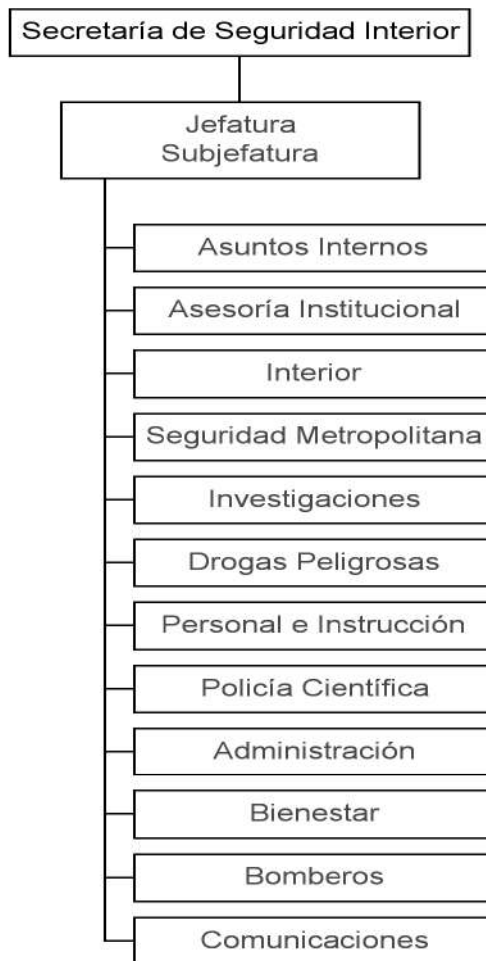 Secretaría de Seguridad Interior
Jefatura
Subjefatura
Asuntos Internos
Asesoría Institucional
Interior
Seguridad Metropolitana
Investigaciones
Drogas Peligrosas
Personal e Instrucción
Policía Científica
Administración
Bienestar
Bomberos
Comunicaciones